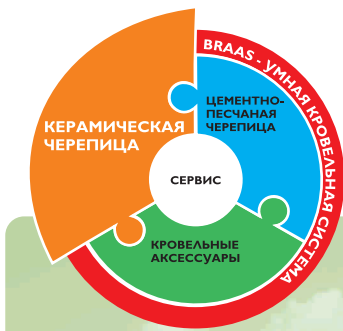 BRAAS - УМНАЯ КРОВЕЛЬНАЯ СИСТЕМА
ЦЕМЕНТНО-
ПЕСЧАНАЯ
ЧЕРЕПИЦА
КЕРАМИЧЕСКАЯ
ЧЕРЕПИЦА
СЕРВИС
КРОВЕЛЬНЫЕ
АКСЕССУАРЫ